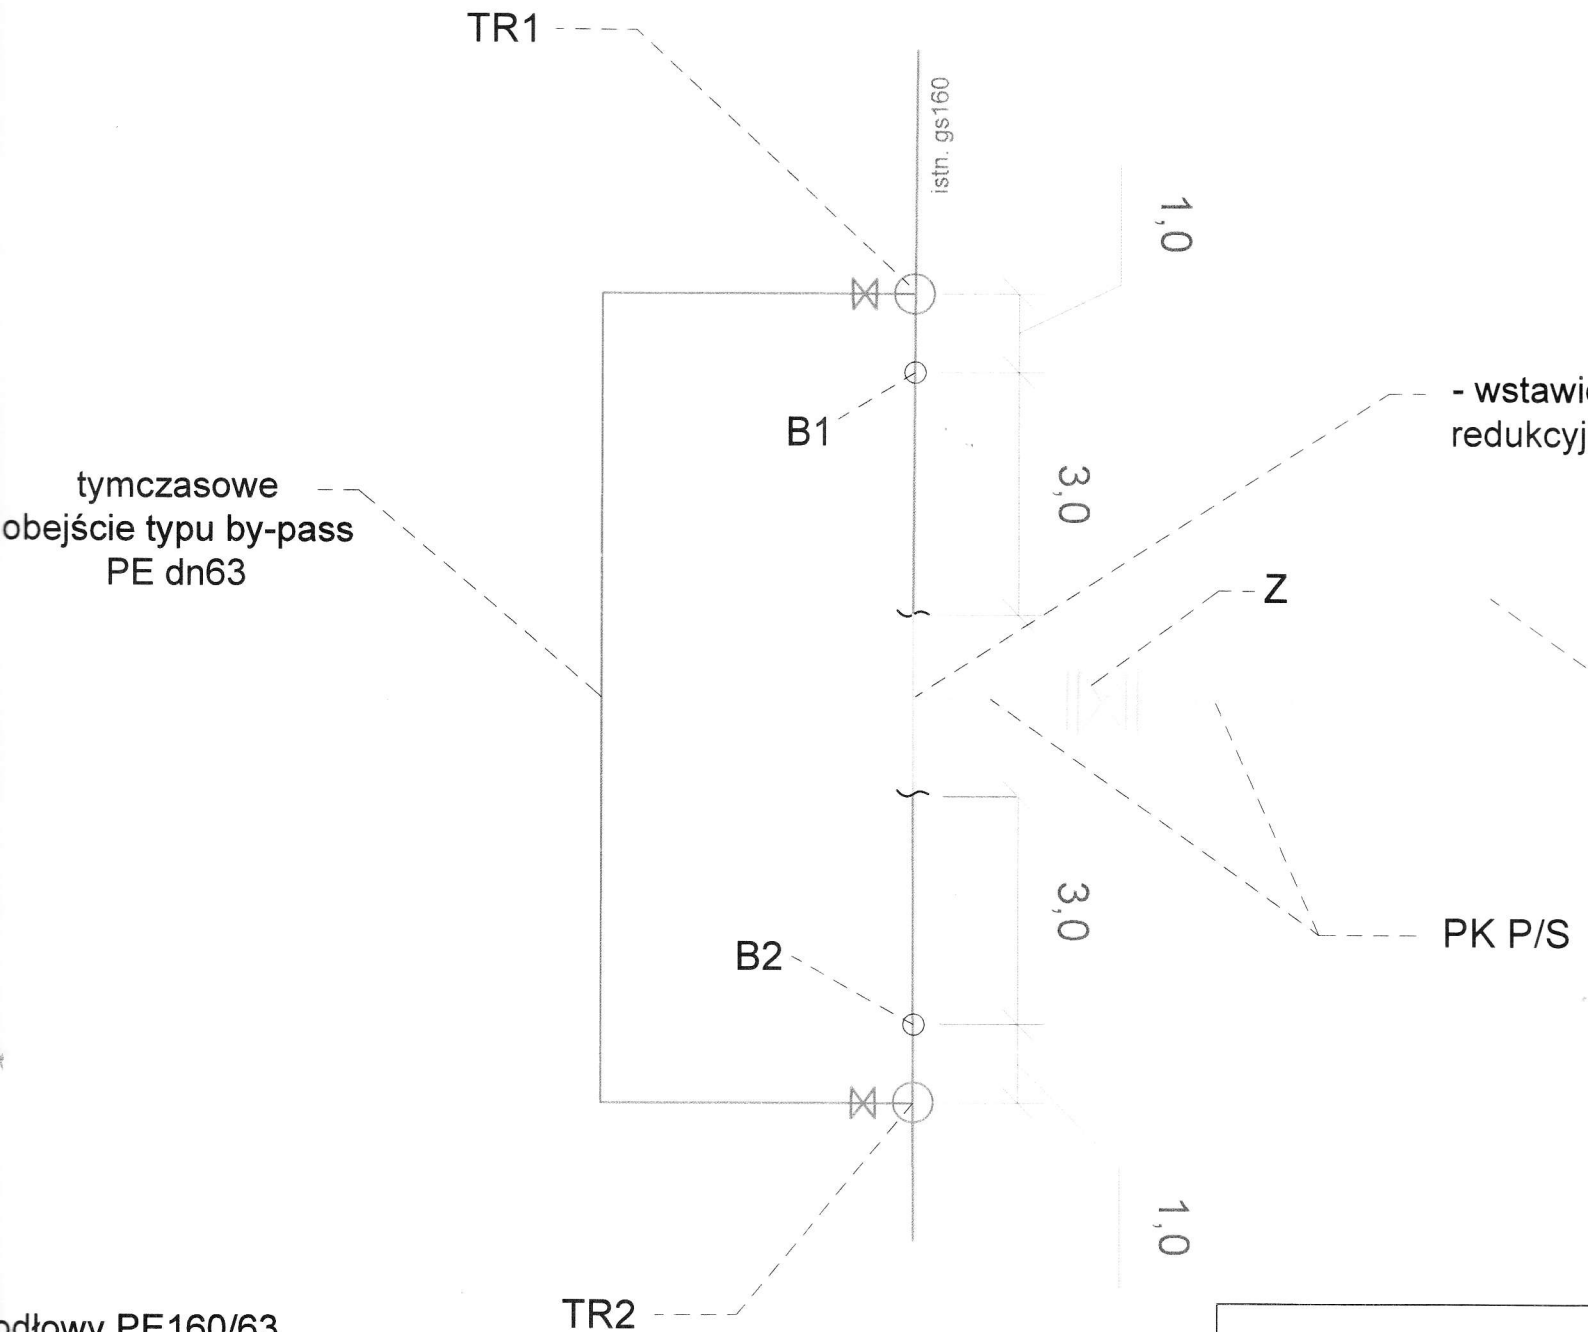 TR1
istn. gs160
1,0
B1
3,0
- wstawi
redukcyj
tymczasowe
obejście typu by-pass
PE dn63
Z
B2
3,0
PK P/S
1,0
TR2
PE160/63